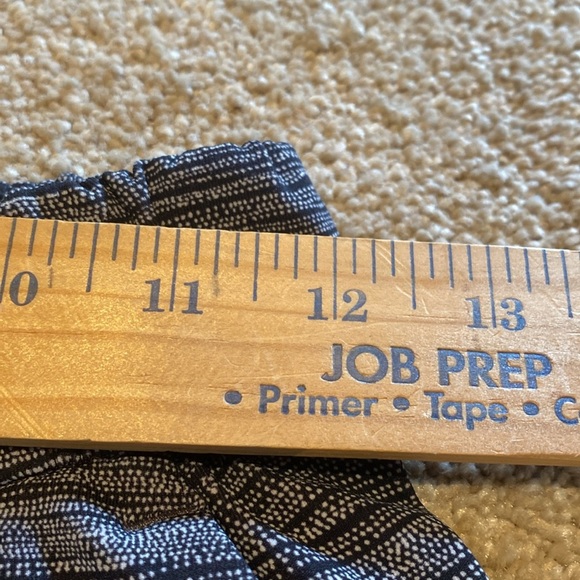 0 11 12 13
JOB PREP
• Primer • Tape • C